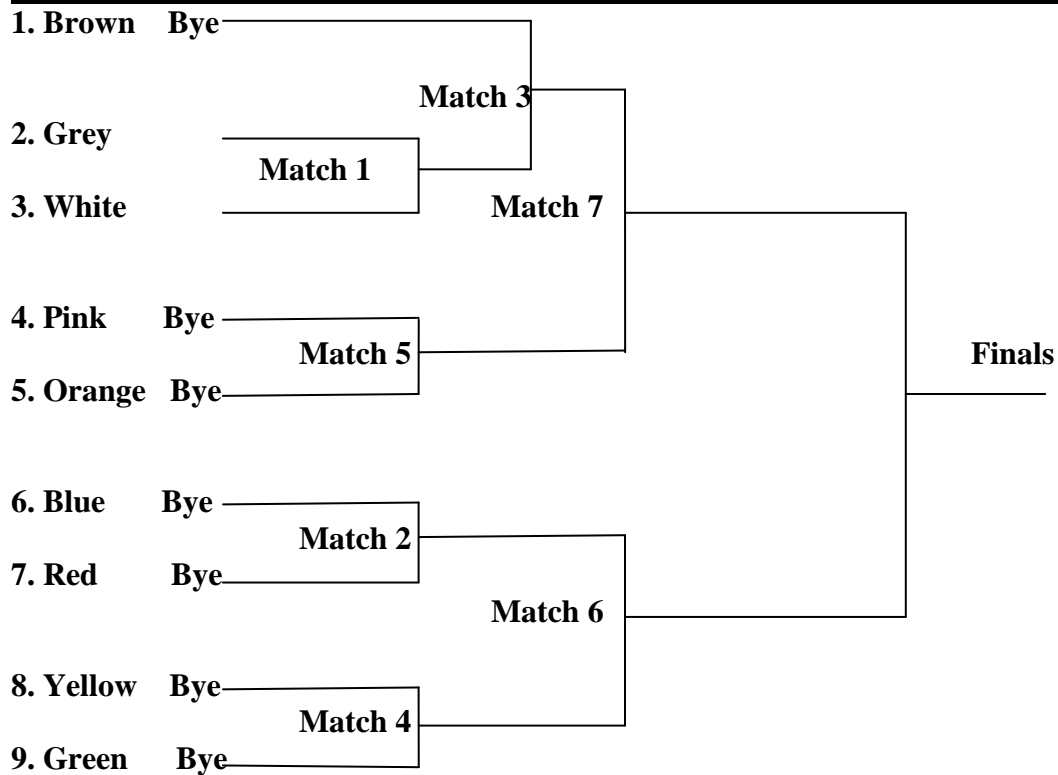 1. Brown Bye
Match 3
2. Grey
Match 1
3. White
Match 7
4. Pink Bye
Match 5
Finals
5. Orange Bye
6. Blue Bye
Match 2
7. Red Bye
Match 6
8. Yellow Bye
Match 4
9. Green Bye